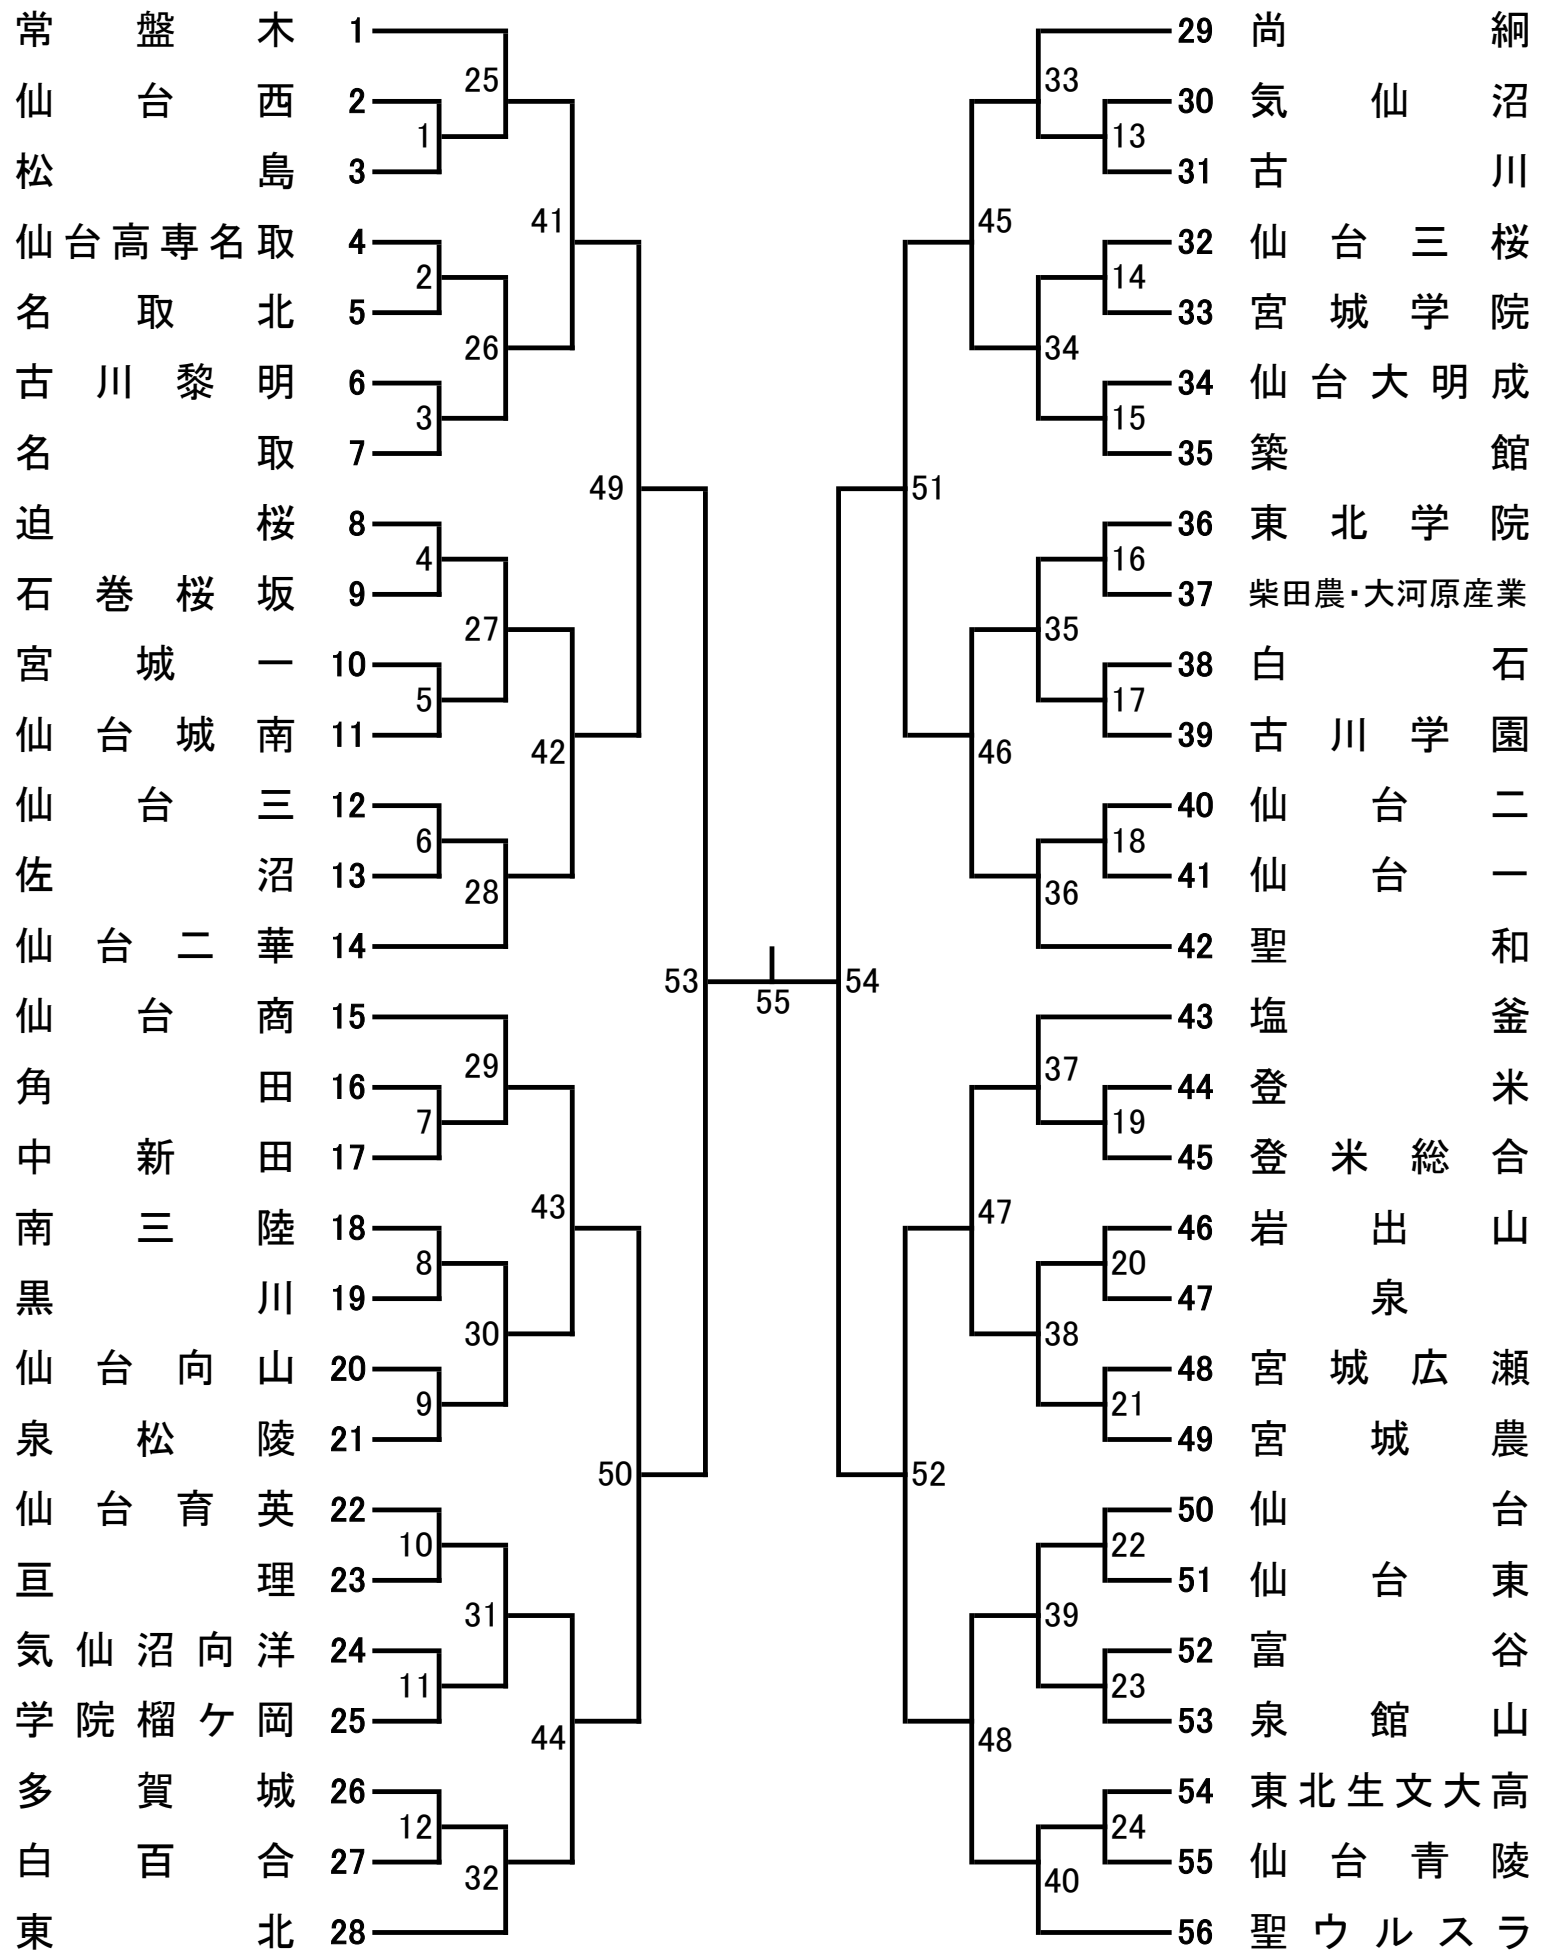 常盤木 1
仙台西 2
松島 3
仙台高専名取 4
名取北 5
古川黎明 6
名取 7
迫桜 8
石巻桜坂 9
宮城一 10
仙台城南 11
仙台三 12
佐沼 13
仙台二華 14
仙台商 15
角田 16
中新田 17
南三陸 18
黒川 19
仙台向山 20
泉松陵 21
仙台育英 22
亘理 23
気仙沼向洋 24
学院榴ケ岡 25
多賀城 26
白百合 27
東北 28
1
2
3
4
5
6
7
8
9
10
11
12
25
26
27
28
29
30
31
32
41
42
43
44
49
50
53
55
54
51
52
45
46
47
48
33
34
35
36
37
38
39
40
13
14
15
16
17
18
19
20
21
22
23
24
29 尚絅
30 気仙沼
31 古川
32 仙台三桜
33 宮城学院
34 仙台大明成
35 築館
36 東北学院
37 柴田農・大河原産業
38 白石
39 古川学園
40 仙台二
41 仙台一
42 聖和
43 塩釜
44 登米
45 登米総合
46 岩出山
47 泉
48 宮城広瀬
49 宮城農
50 仙台
51 仙台東
52 富谷
53 泉館山
54 東北生文大高
55 仙台青陵
56 聖ウルスラ